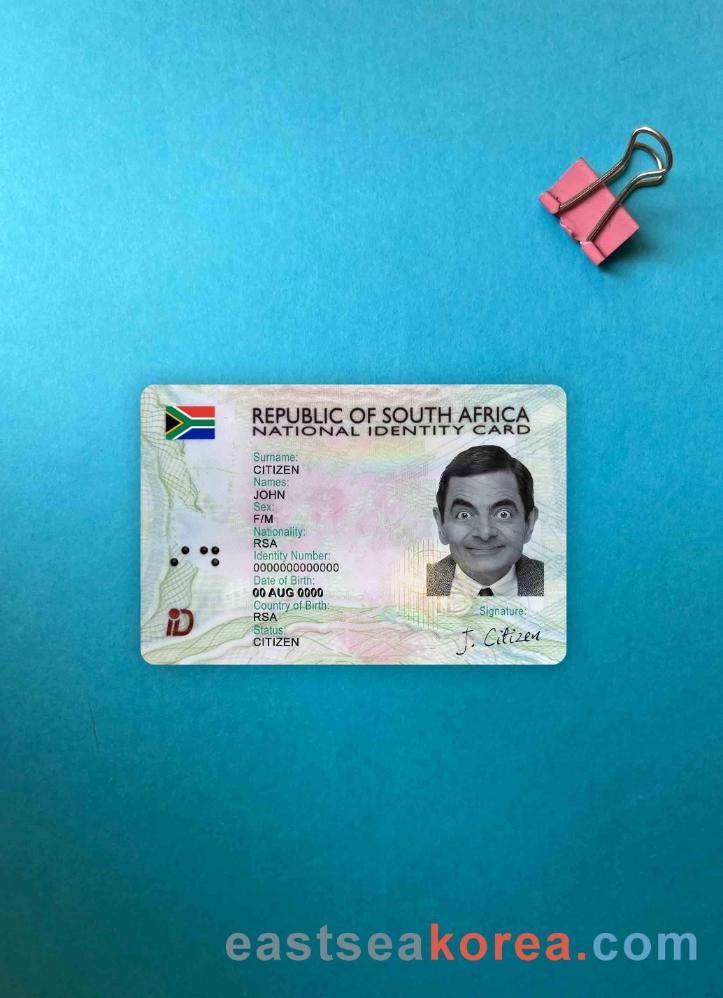 REPUBLIC OF SOUTH AFRICA
NATIONAL IDENTITY CARD
Surname:
CITIZEN
Names:
JOHN
Sex:
F/M
Nationality:
RSA
Identity Number:
0000000000000
Date of Birth:
00 AUG 0000
Country of Birth:
RSA
Status
CITIZEN
Signature:
J. Citizen
iD
eastseakorea.com